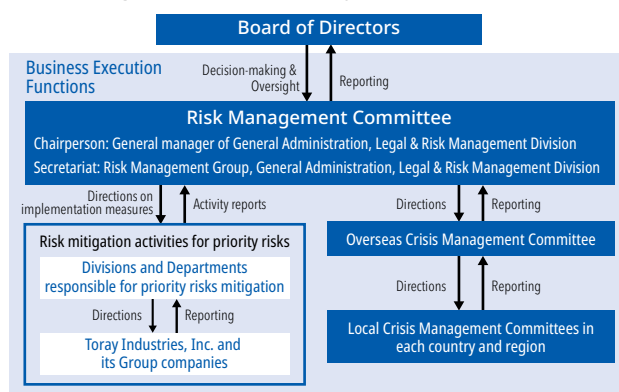 Board of Directors
Business Execution
Functions
Decision-making &
Oversight
Reporting
Risk Management Committee
Chairperson: General manager of General Administration, Legal & Risk Management Division
Secretariat: Risk Management Group, General Administration, Legal & Risk Management Division
Directions on
implementation measures
Activity reports
Directions
Reporting
Risk mitigation activities for priority risks
Divisions and Departments
responsible for priority risks mitigation
Directions
Reporting
Toray Industries, Inc. and
its Group companies
Overseas Crisis Management Committee
Directions
Reporting
Local Crisis Management Committees in
each country and region